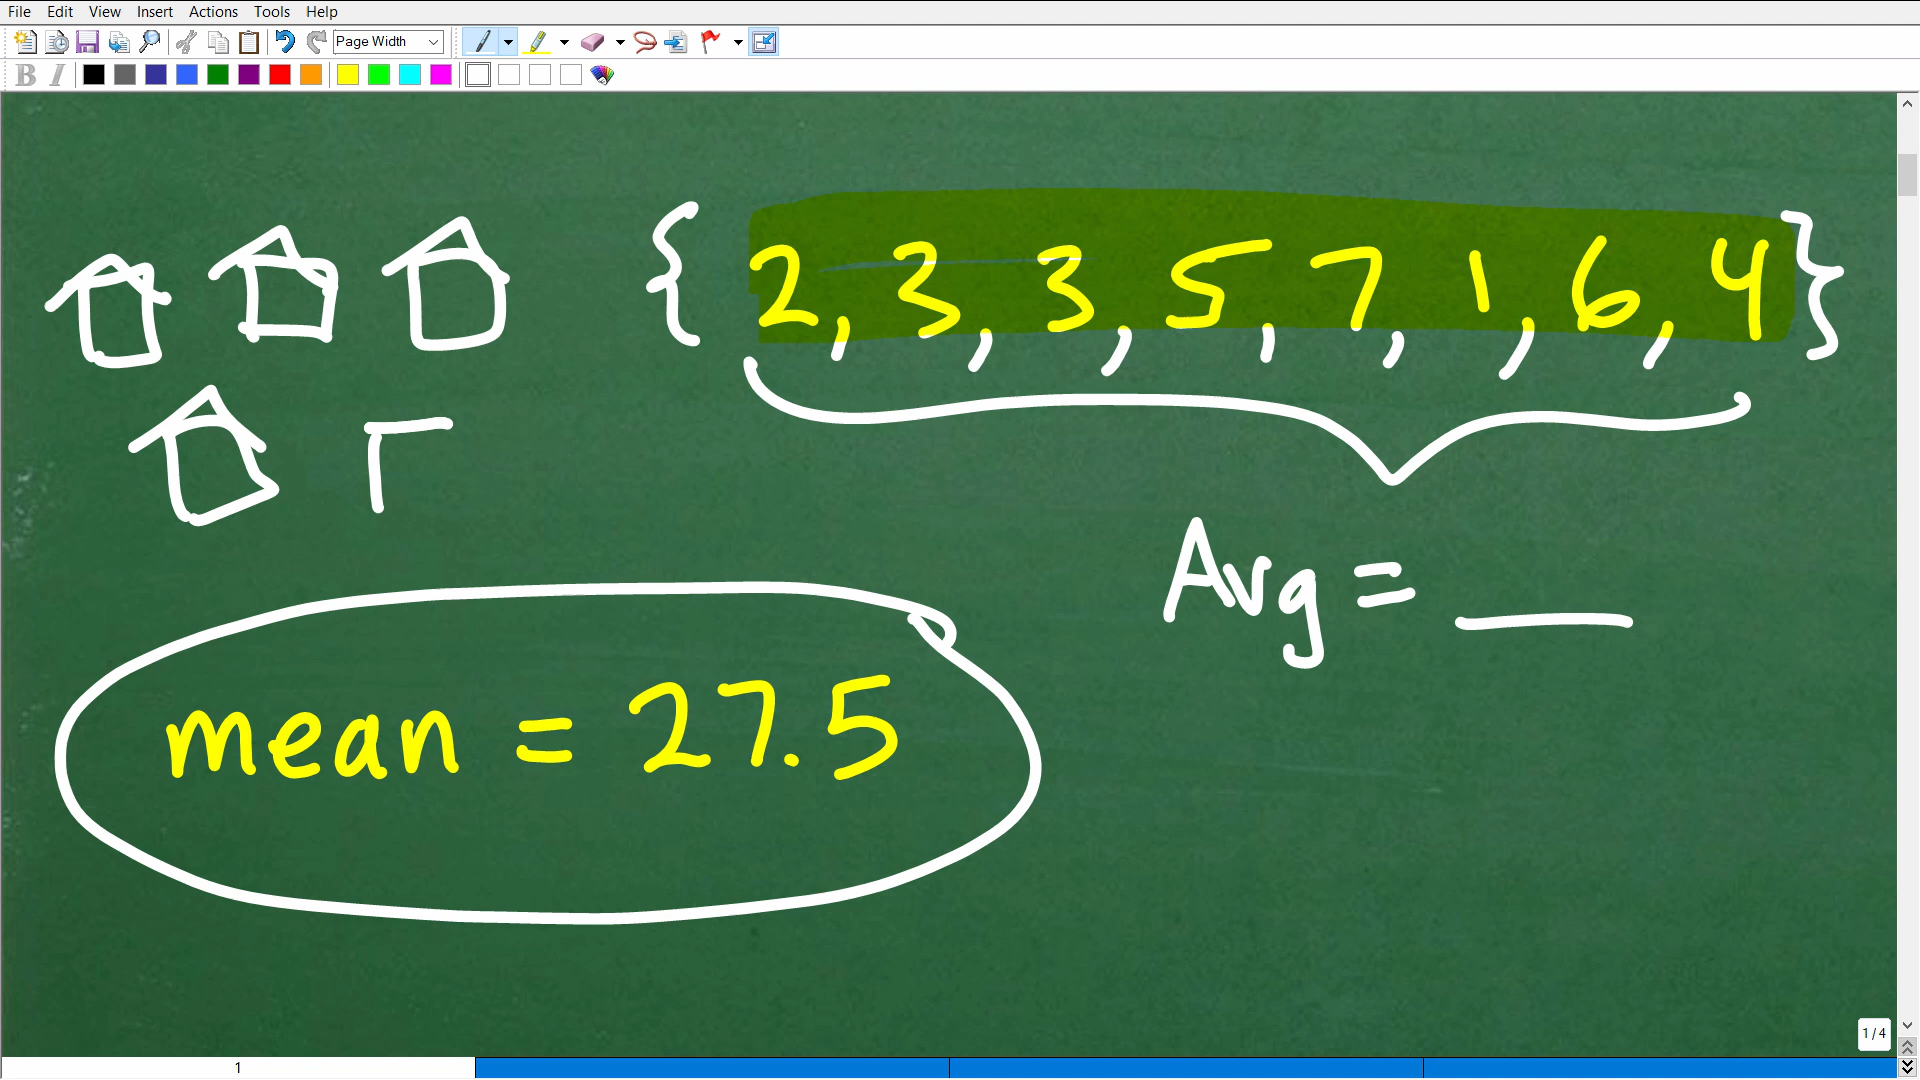 File Edit View Insert Actions Tools Help
Page Width
B I
{2, 3, 3, 5, 7, 1, 6, 4}
Avg = ___
mean = 27.5
1 / 4
1